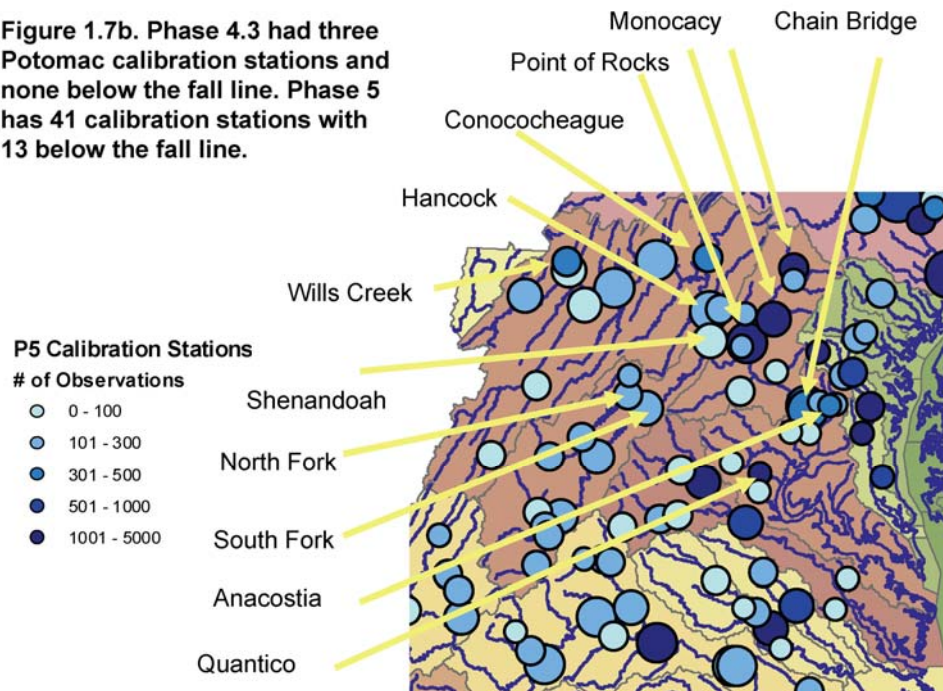 Figure 1.7b. Phase 4.3 had three
Potomac calibration stations and
none below the fall line. Phase 5
has 41 calibration stations with
13 below the fall line.
Monocacy
Chain Bridge
Point of Rocks
Conococheague
Hancock
Wills Creek
P5 Calibration Stations
# of Observations
0 - 100
101 - 300
301 - 500
501 - 1000
1001 - 5000
Shenandoah
North Fork
South Fork
Anacostia
Quantico